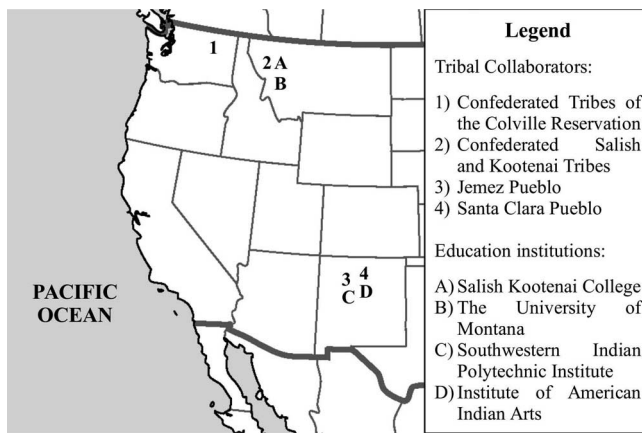 1
2 A
B
3 4
C D
PACIFIC
OCEAN
Legend
Tribal Collaborators:
1) Confederated Tribes of
the Colville Reservation
2) Confederated Salish
and Kootenai Tribes
3) Jemez Pueblo
4) Santa Clara Pueblo
Education institutions:
A) Salish Kootenai College
B) The University of
Montana
C) Southwestern Indian
Polytechnic Institute
D) Institute of American
Indian Arts